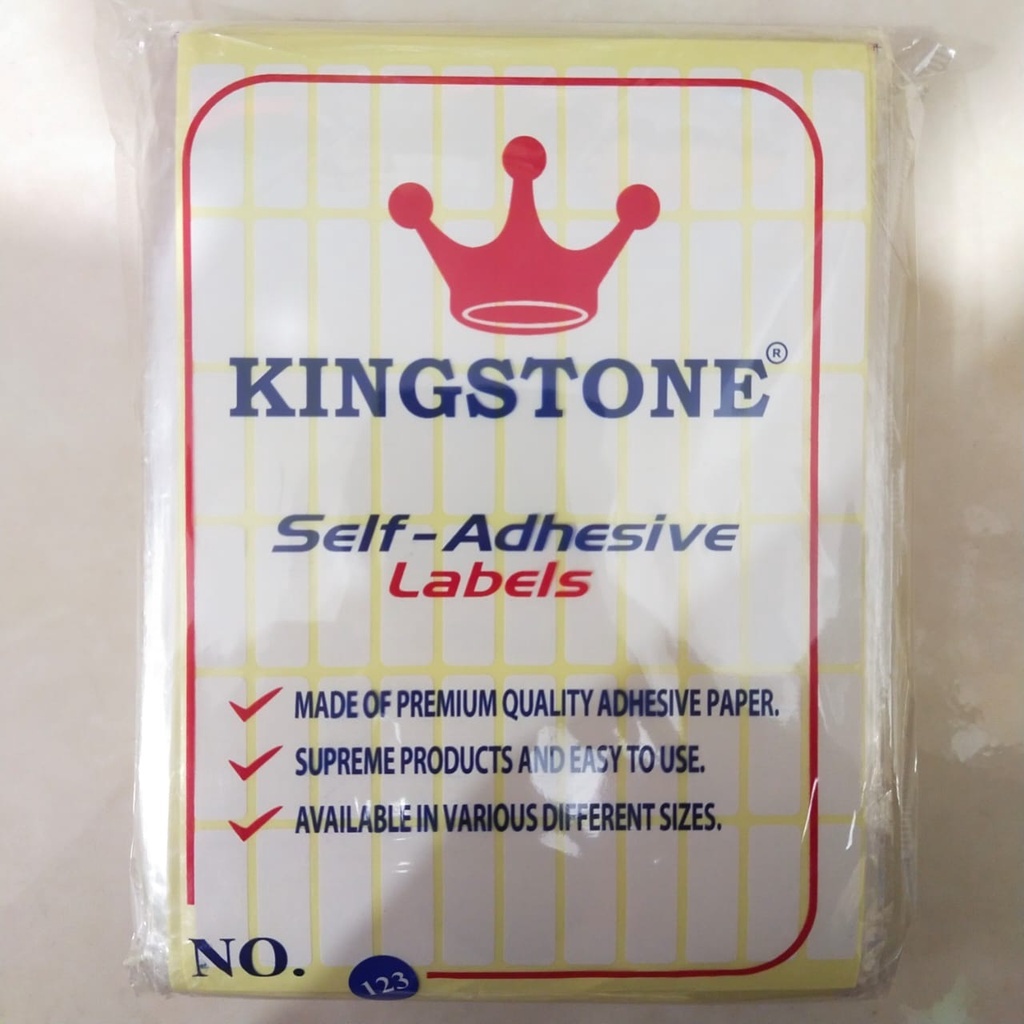 KINGSTONE®
Self-Adhesive
Labels
MADE OF PREMIUM QUALITY ADHESIVE PAPER.
SUPREME PRODUCTS AND EASY TO USE.
AVAILABLE IN VARIOUS DIFFERENT SIZES.
NO. 123